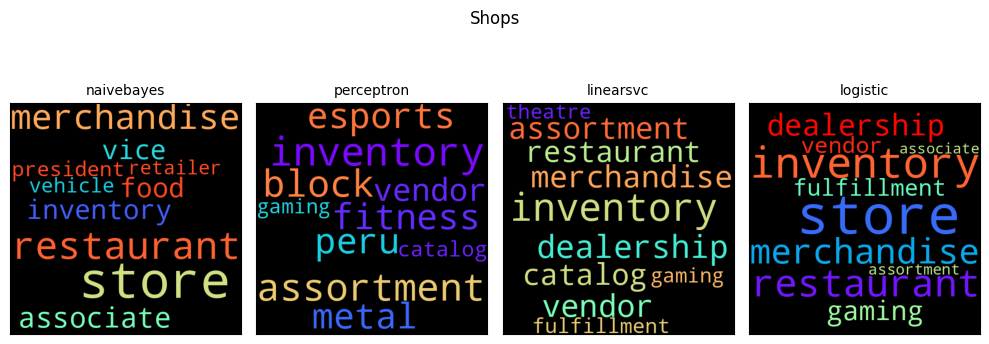 Shops
naivebayes
merchandise
vice
president retailer
vehicle food
inventory
restaurant
store
associate
perceptron
esports
inventory
block vendor
gaming fitness
peru catalog
assortment
metal
linearsvc
theatre
assortment
restaurant
merchandise
inventory
dealership
catalog gaming
vendor
fulfillment
logistic
dealership
vendor associate
inventory
fulfillment
store
merchandise
assortment
restaurant
gaming